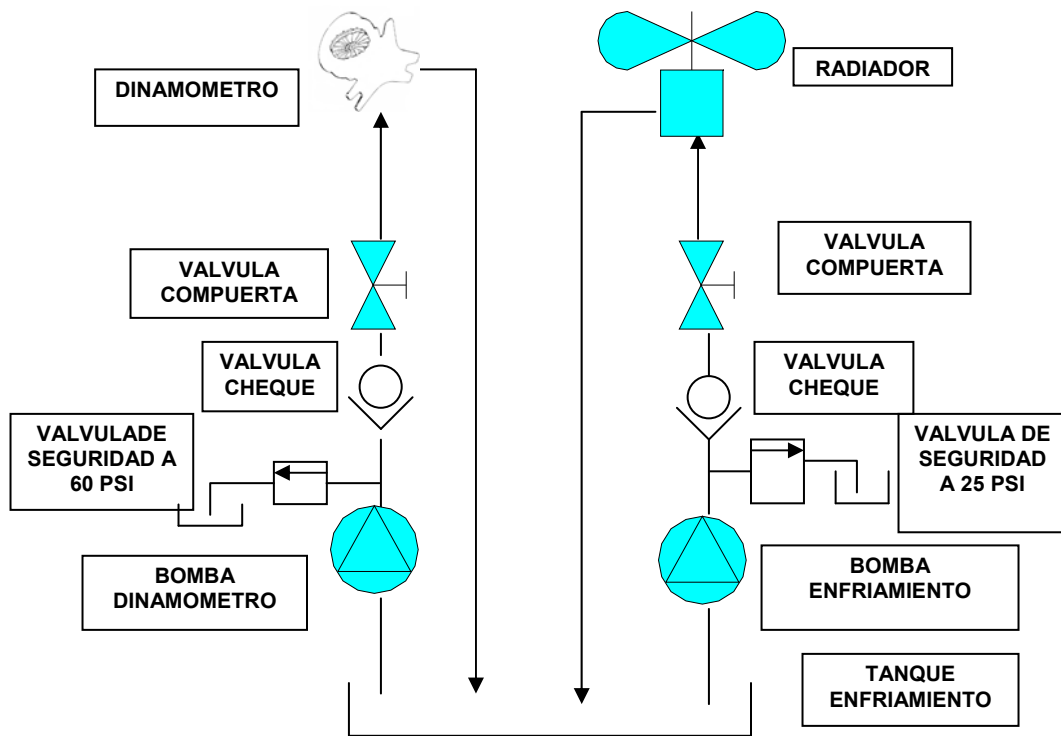 DINAMOMETRO
RADIADOR
VALVULA
COMPUERTA
VALVULA
COMPUERTA
VALVULA
CHEQUE
VALVULA
CHEQUE
VALVULADE
SEGURIDAD A
60 PSI
VALVULA DE
SEGURIDAD
A 25 PSI
BOMBA
DINAMOMETRO
BOMBA
ENFRIAMIENTO
TANQUE
ENFRIAMIENTO